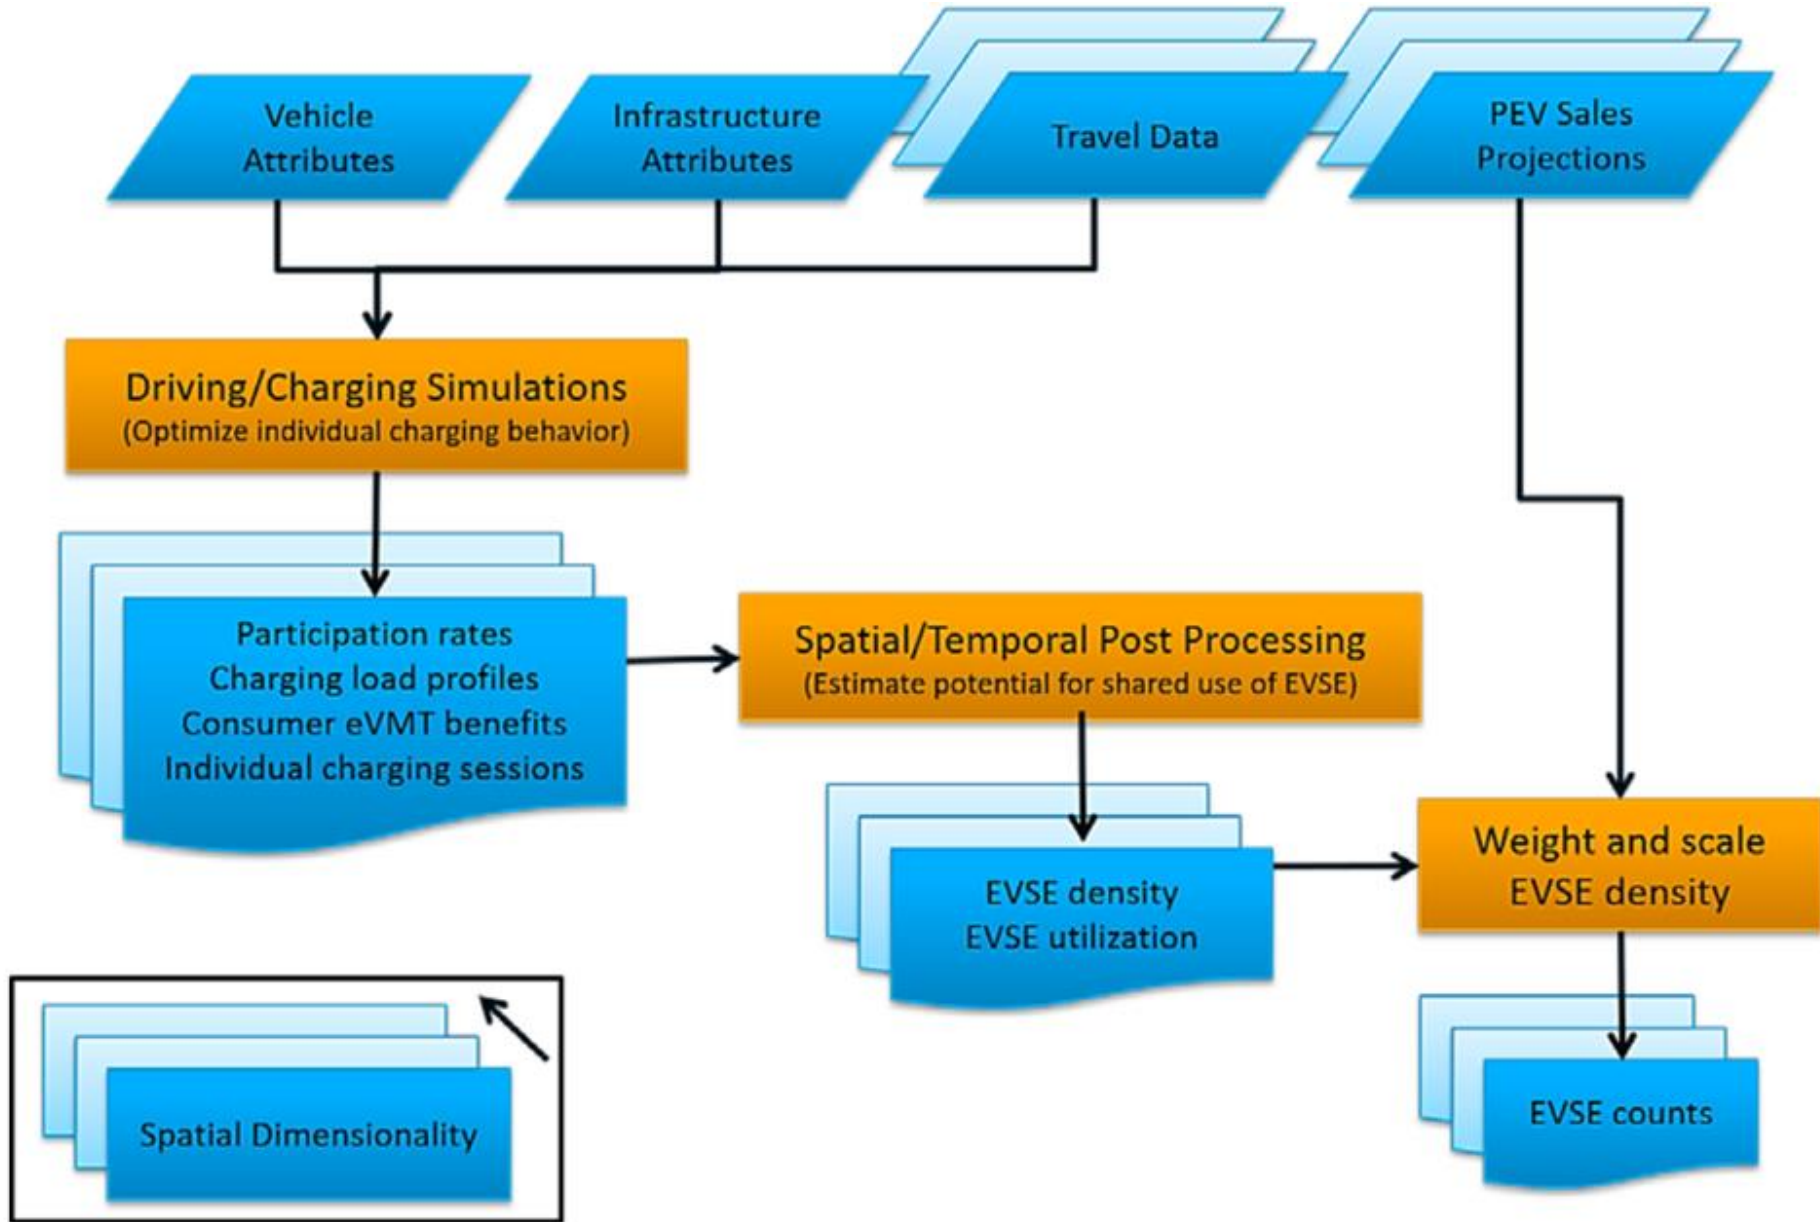 Vehicle
Attributes
Infrastructure
Attributes
Travel Data
PEV Sales
Projections
Driving/Charging Simulations
(Optimize individual charging behavior)
Participation rates
Charging load profiles
Consumer eVMT benefits
Individual charging sessions
Spatial/Temporal Post Processing
(Estimate potential for shared use of EVSE)
EVSE density
EVSE utilization
Weight and scale
EVSE density
EVSE counts
Spatial Dimensionality